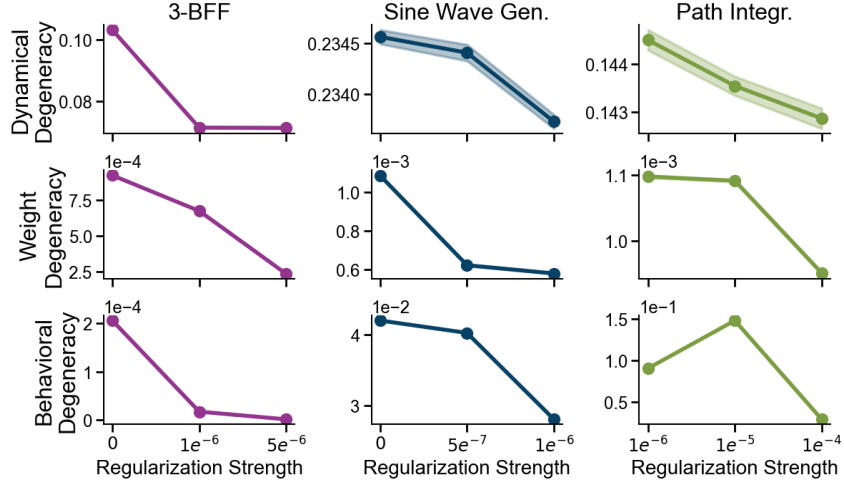 3-BFF Sine Wave Gen. Path Integr.
Dynamical
Degeneracy
0.10
0.08
0.2345
0.2340
0.144
0.143
Weight
Degeneracy
1e−4
7.5
5.0
2.5
1e−3
1.0
0.8
0.6
1e−3
1.1
1.0
Behavioral
Degeneracy
1e−4
2
1
0
1e−2
4
3
1e−1
1.5
1.0
0.5
0 1e⁻⁶ 5e⁻⁶
0 5e⁻⁷ 1e⁻⁶
1e⁻⁶ 1e⁻⁵ 1e⁻⁴
Regularization Strength Regularization Strength Regularization Strength